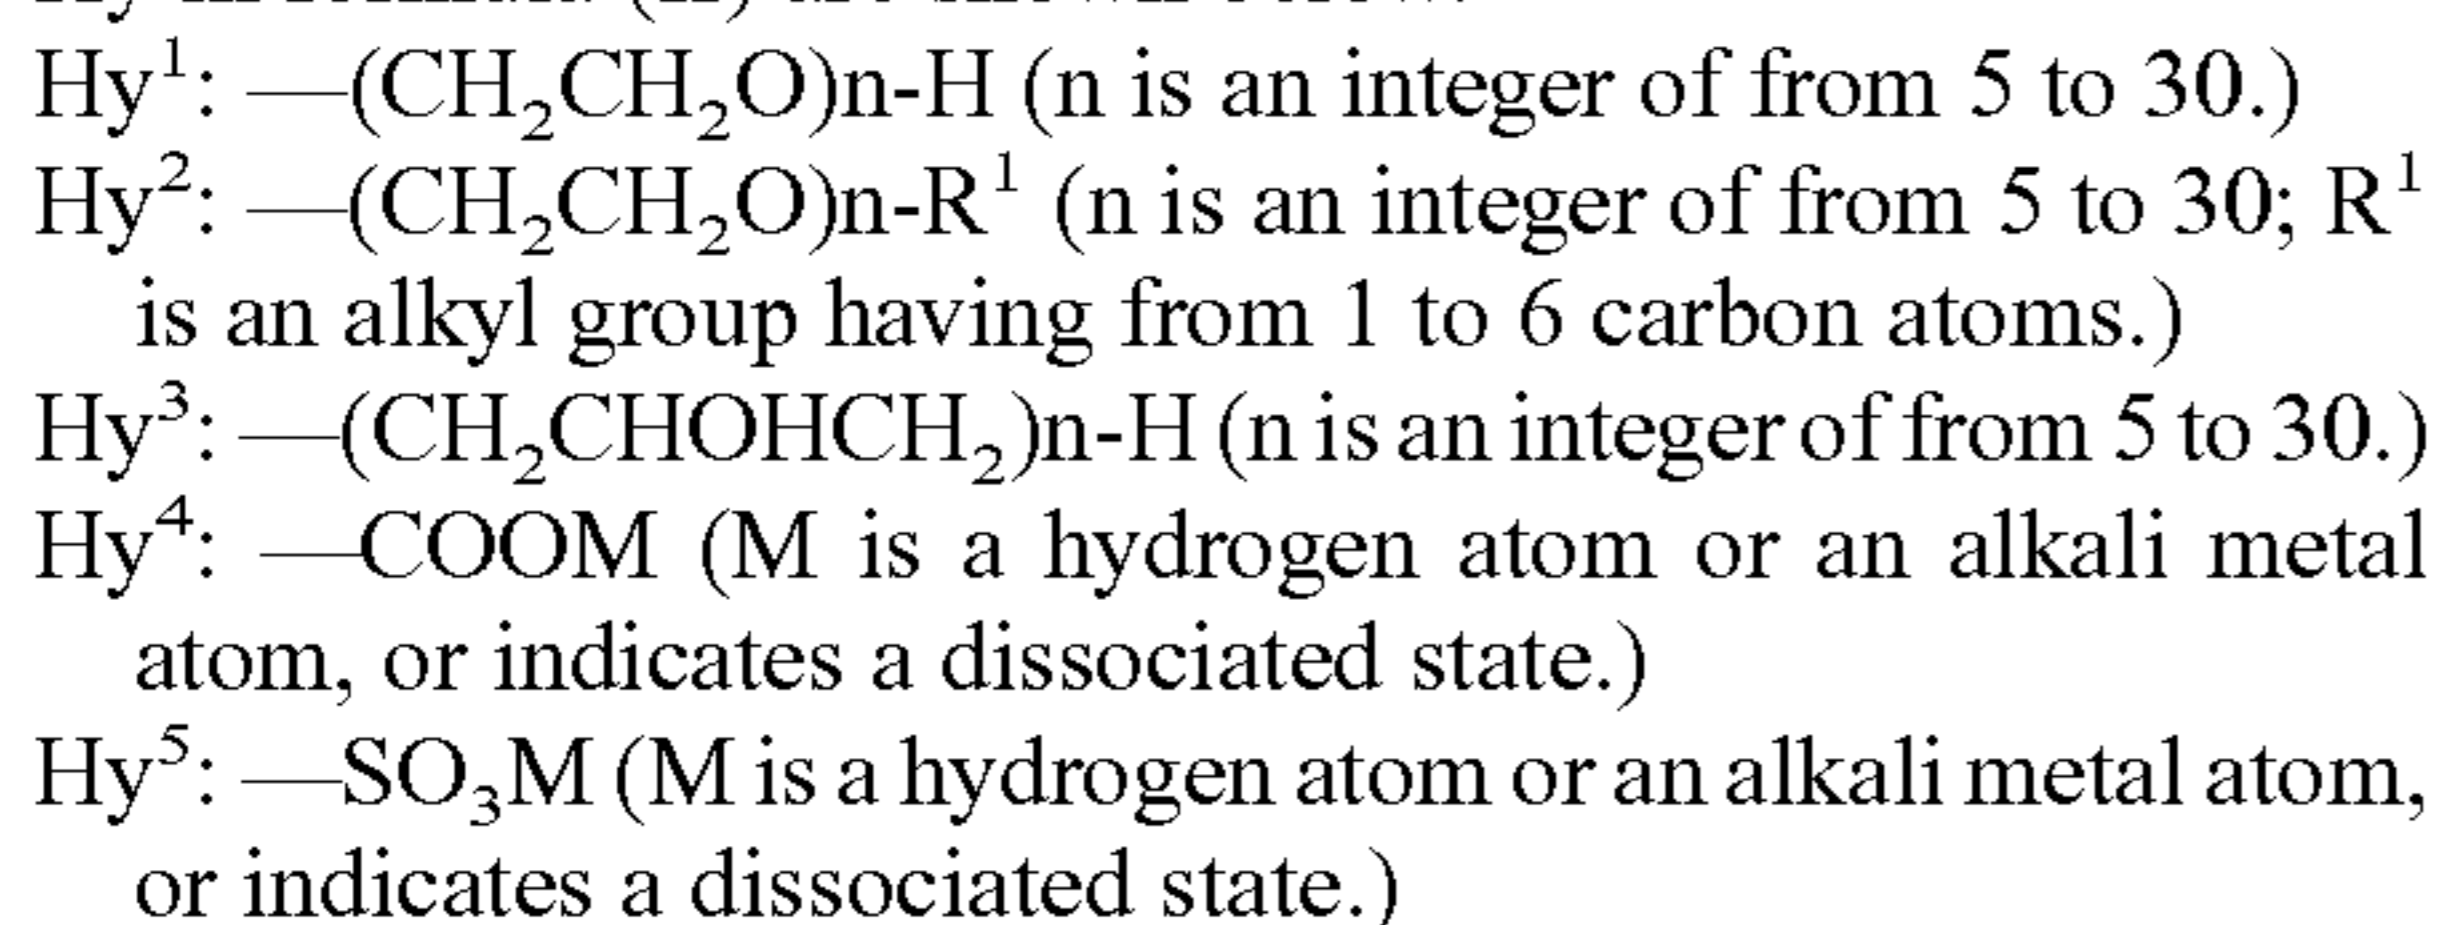 Hy¹: —(CH₂CH₂O)n-H (n is an integer of from 5 to 30.)
Hy²: —(CH₂CH₂O)n-R¹ (n is an integer of from 5 to 30; R¹
is an alkyl group having from 1 to 6 carbon atoms.)
Hy³: —(CH₂CHOHCH₂)n-H (n is an integer of from 5 to 30.)
Hy⁴: —COOM (M is a hydrogen atom or an alkali metal
atom, or indicates a dissociated state.)
Hy⁵: —SO₃M (M is a hydrogen atom or an alkali metal atom,
or indicates a dissociated state.)